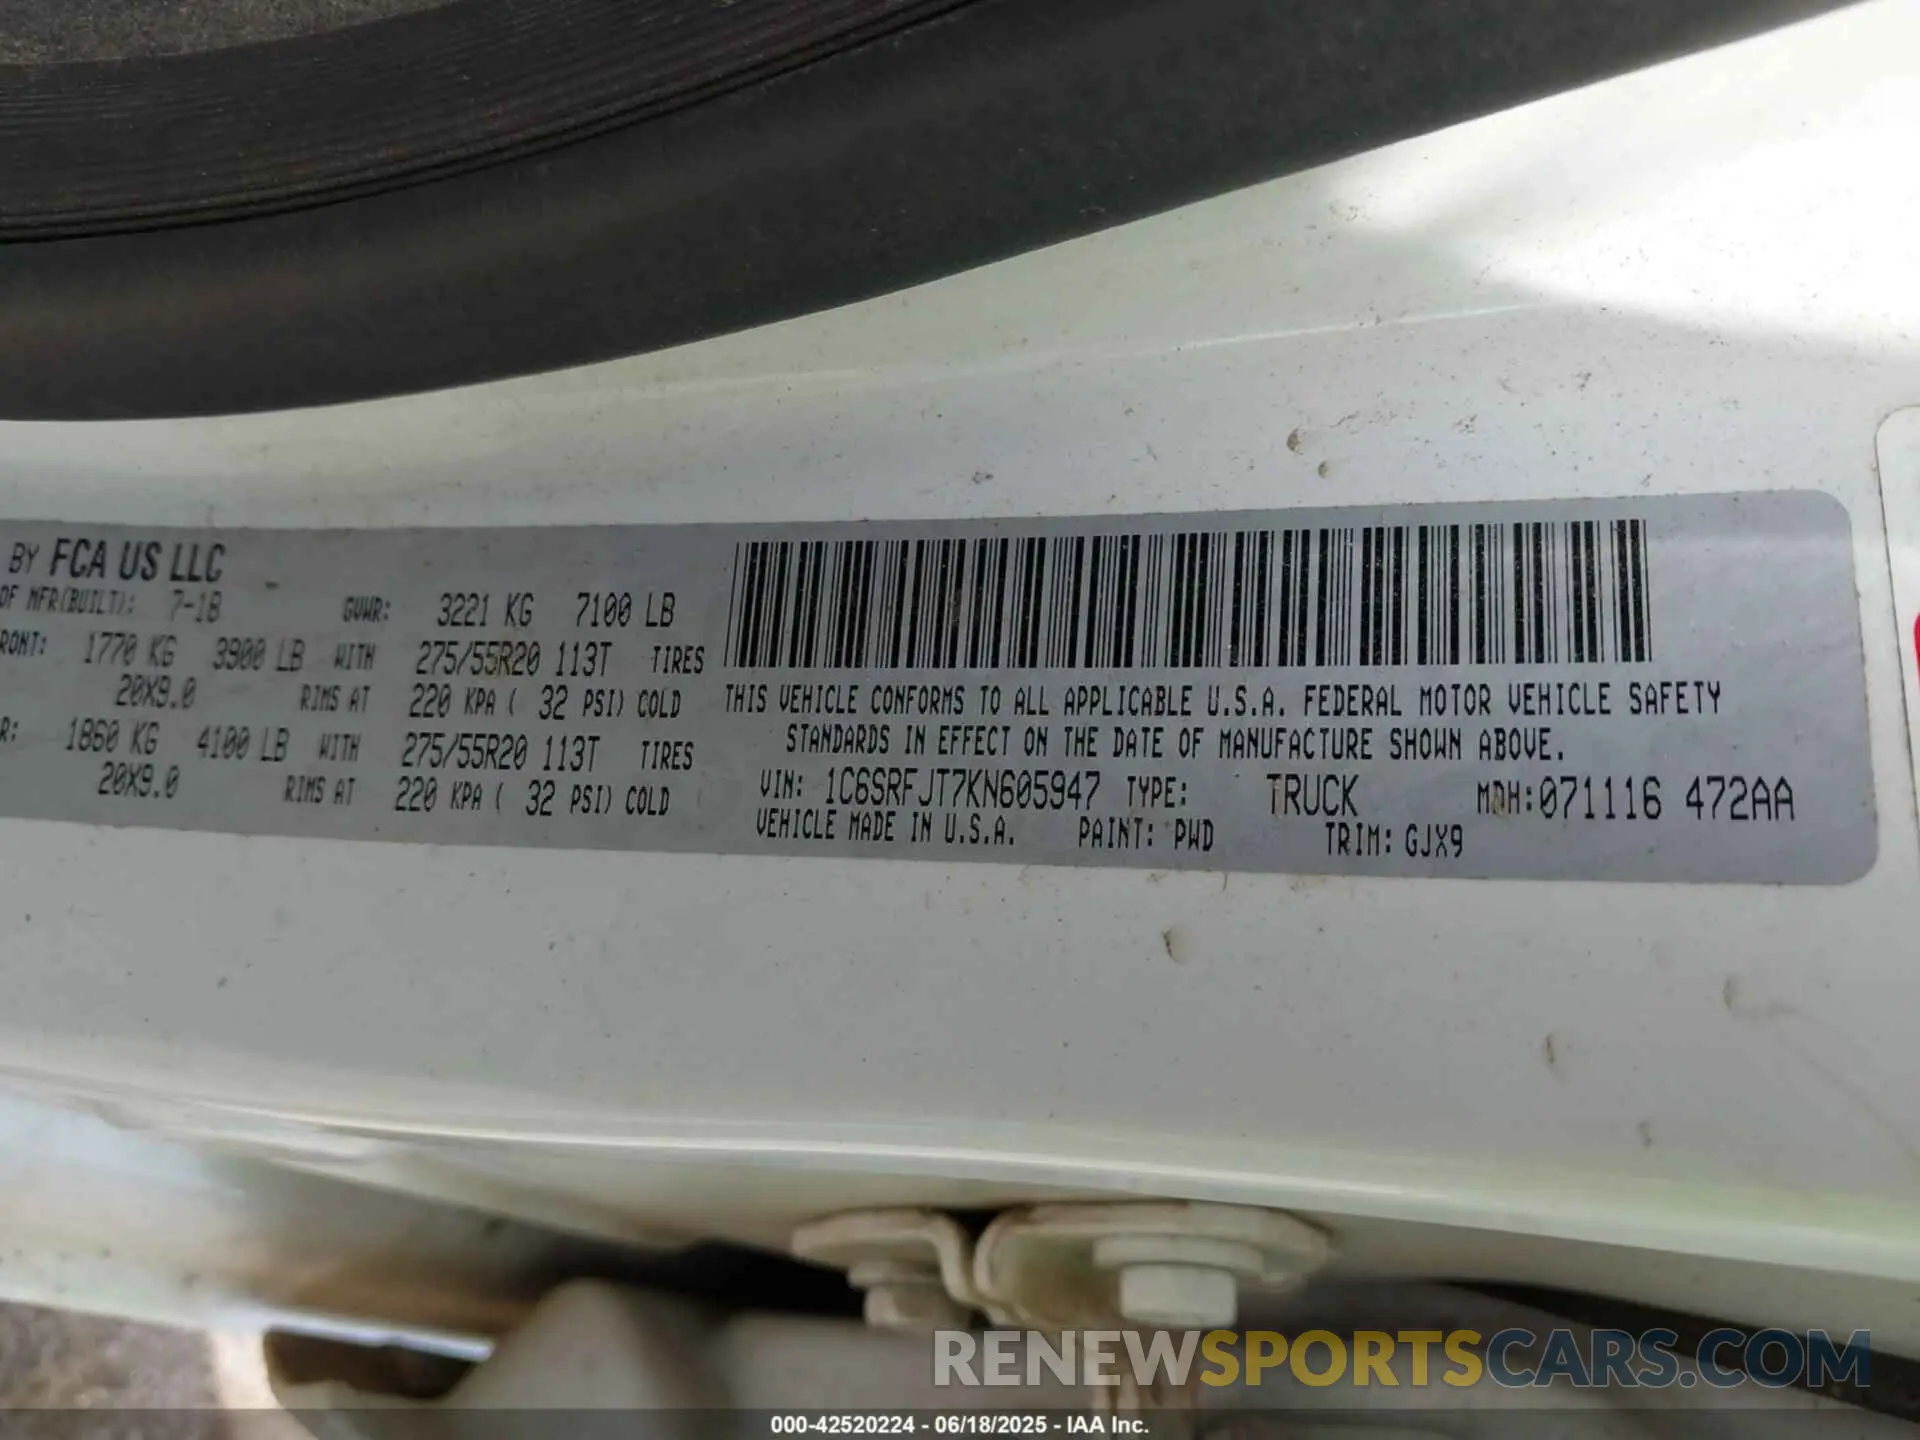 BY FCA US LLC
OF MFR(BUILT): 7-18 GVWR: 3221 KG 7100 LB
RONT: 1770 KG 3900 LB WITH 275/55R20 113T TIRES
20X9.0 RIMS AT 220 KPA ( 32 PSI) COLD
R: 1860 KG 4100 LB WITH 275/55R20 113T TIRES
20X9.0 RIMS AT 220 KPA ( 32 PSI) COLD
THIS VEHICLE CONFORMS TO ALL APPLICABLE U.S.A. FEDERAL MOTOR VEHICLE SAFETY
STANDARDS IN EFFECT ON THE DATE OF MANUFACTURE SHOWN ABOVE.
VIN: 1C6SRFJT7KN605947 TYPE: TRUCK MDH:071116 472AA
VEHICLE MADE IN U.S.A. PAINT: PWD TRIM: GJX9
RENEWSPORTSCARS.COM
000-42520224 - 06/18/2025 - IAA Inc.